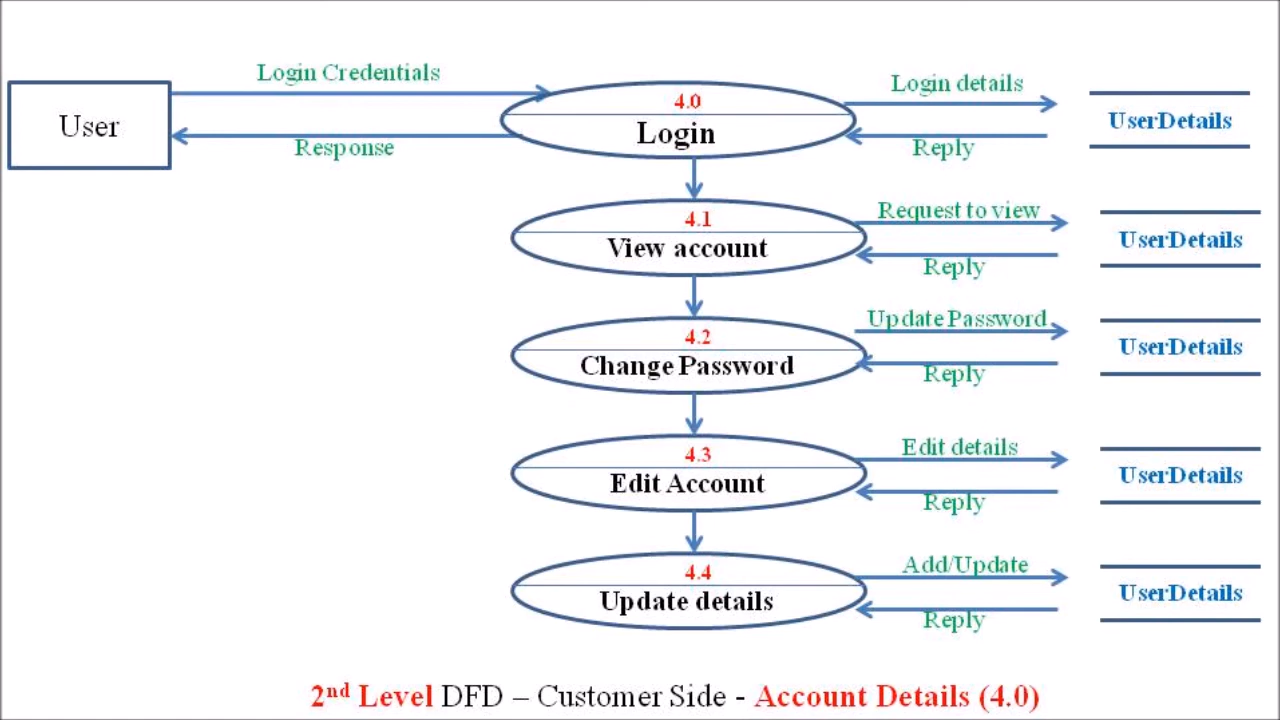 Login Credentials
Login details
User
4.0
Login
UserDetails
Response
Reply
4.1
View account
Request to view
UserDetails
Reply
4.2
Change Password
Update Password
UserDetails
Reply
4.3
Edit Account
Edit details
UserDetails
Reply
4.4
Update details
Add/Update
UserDetails
Reply
2nd Level DFD – Customer Side - Account Details (4.0)